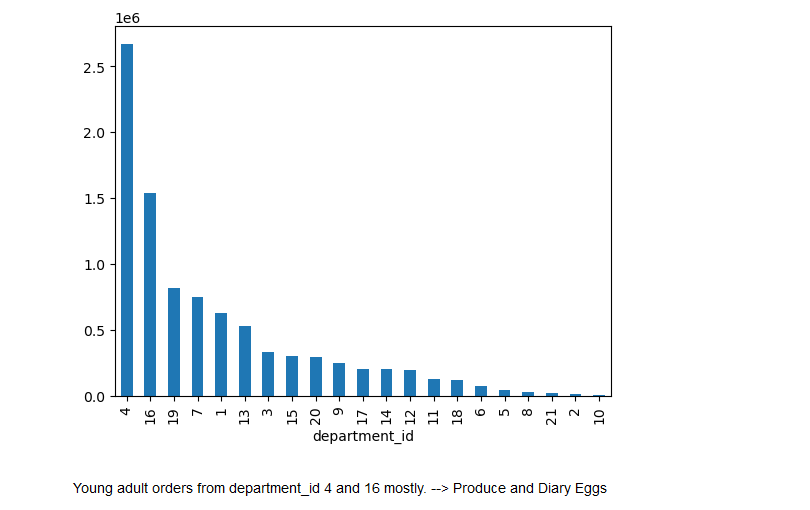 1e6
2.5
2.0
1.5
1.0
0.5
0.0
4 16 19 7 1 13 3 15 20 9 17 14 12 11 18 6 5 8 21 2 10
department_id
Young adult orders from department_id 4 and 16 mostly. --> Produce and Diary Eggs